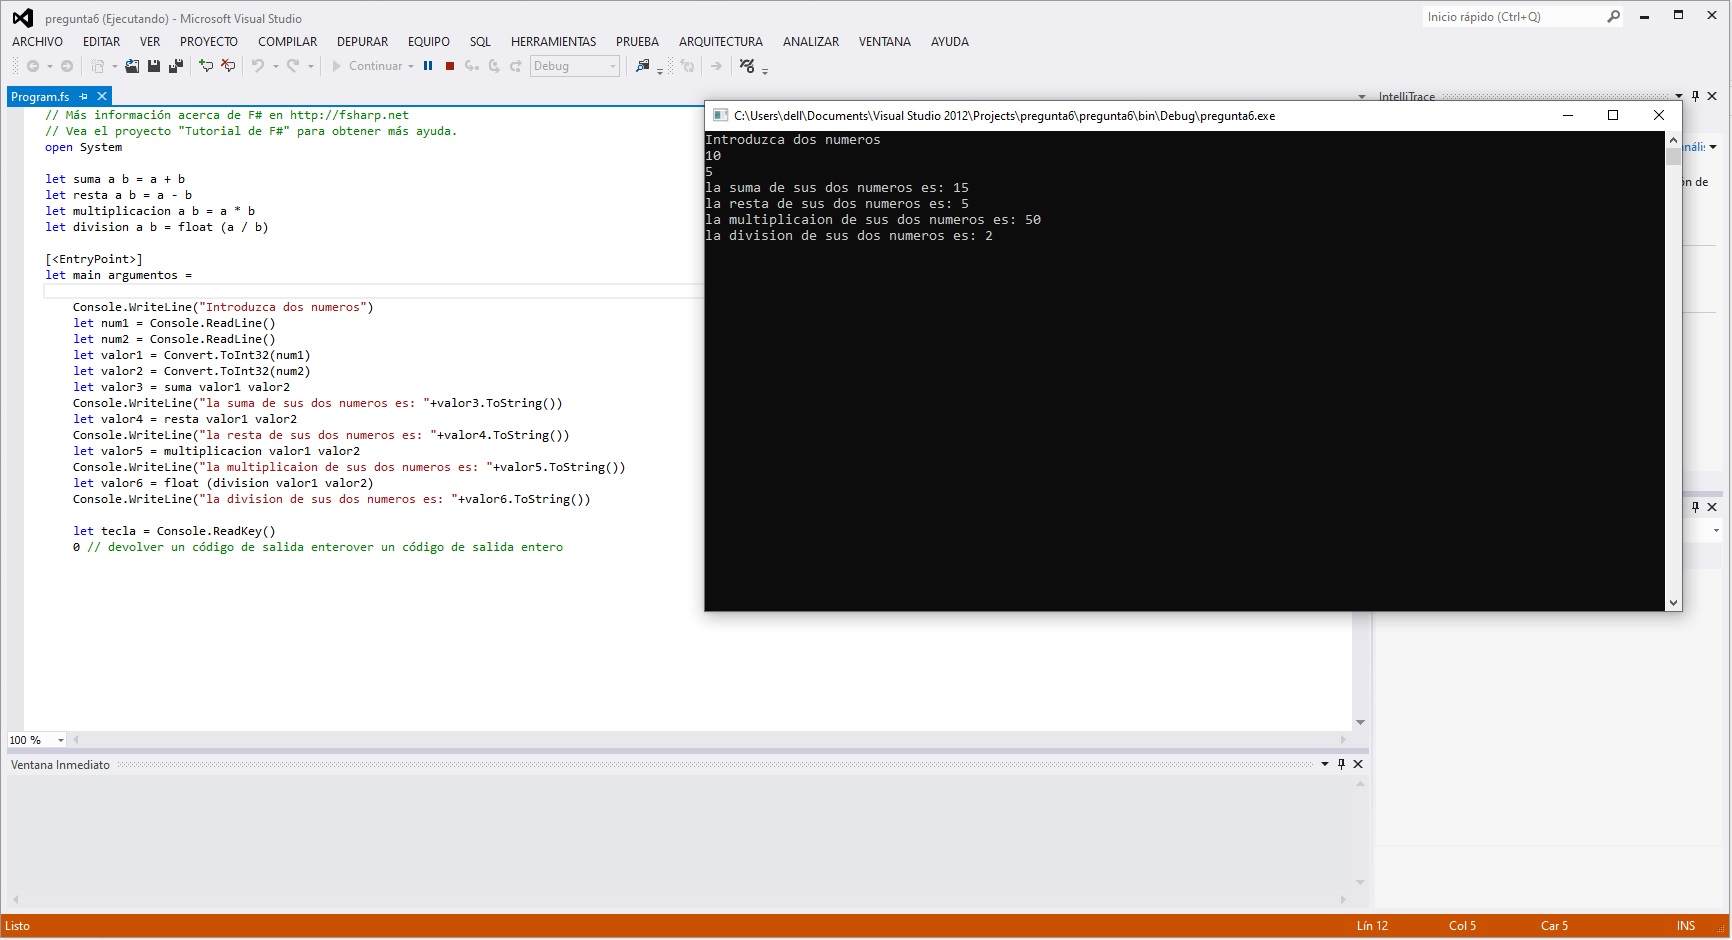 pregunta6 (Ejecutando) - Microsoft Visual Studio
Inicio rápido (Ctrl+Q)
ARCHIVO EDITAR VER PROYECTO COMPILAR DEPURAR EQUIPO SQL HERRAMIENTAS PRUEBA ARQUITECTURA ANALIZAR VENTANA AYUDA
Continuar Debug
Program.fs
IntelliTrace
// Más información acerca de F# en http://fsharp.net
// Vea el proyecto "Tutorial de F#" para obtener más ayuda.
open System
let suma a b = a + b
let resta a b = a - b
let multiplicacion a b = a * b
let division a b = float (a / b)
[<EntryPoint>]
let main argumentos =
Console.WriteLine("Introduzca dos numeros")
let num1 = Console.ReadLine()
let num2 = Console.ReadLine()
let valor1 = Convert.ToInt32(num1)
let valor2 = Convert.ToInt32(num2)
let valor3 = suma valor1 valor2
Console.WriteLine("la suma de sus dos numeros es: "+valor3.ToString())
let valor4 = resta valor1 valor2
Console.WriteLine("la resta de sus dos numeros es: "+valor4.ToString())
let valor5 = multiplicacion valor1 valor2
Console.WriteLine("la multiplicaion de sus dos numeros es: "+valor5.ToString())
let valor6 = float (division valor1 valor2)
Console.WriteLine("la division de sus dos numeros es: "+valor6.ToString())
let tecla = Console.ReadKey()
0 // devolver un código de salida enterover un código de salida entero
C:\Users\dell\Documents\Visual Studio 2012\Projects\pregunta6\pregunta6\bin\Debug\pregunta6.exe
Introduzca dos numeros
10
5
la suma de sus dos numeros es: 15
la resta de sus dos numeros es: 5
la multiplicaion de sus dos numeros es: 50
la division de sus dos numeros es: 2
de
100 %
Ventana Inmediato
Listo
Lín 12 Col 5 Car 5 INS